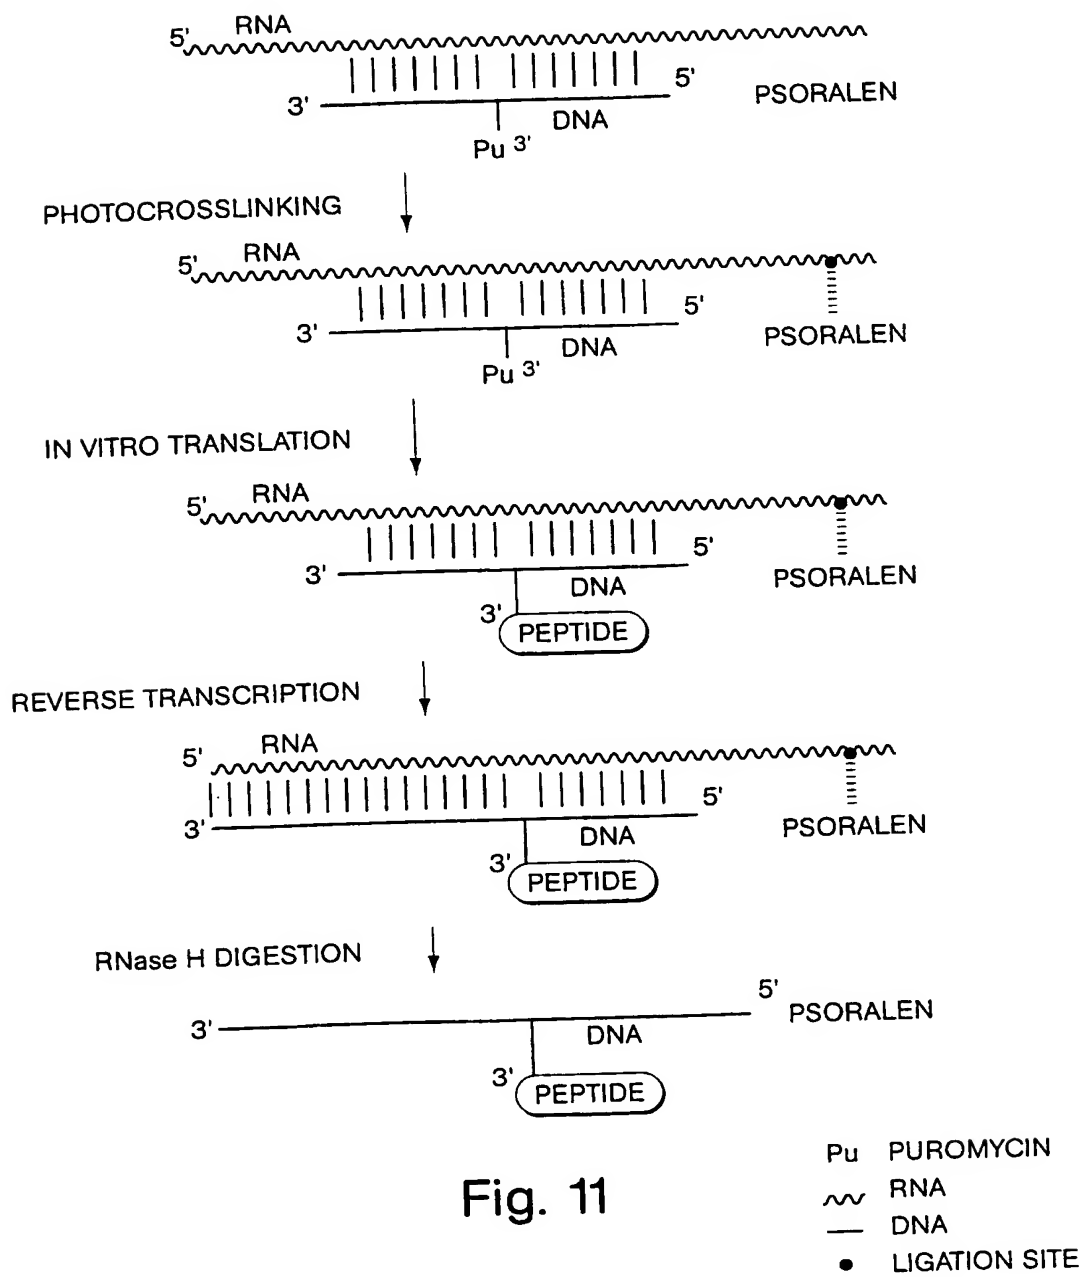 RNA
5'
5'
PSORALEN
3'
DNA
Pu 3'
PHOTOCROSSLINKING
RNA
5'
5'
3'
DNA
PSORALEN
Pu 3'
IN VITRO TRANSLATION
RNA
5'
5'
3'
DNA
PSORALEN
3'
PEPTIDE
REVERSE TRANSCRIPTION
RNA
5'
5'
3'
DNA
PSORALEN
3'
PEPTIDE
RNase H DIGESTION
5'
PSORALEN
3'
DNA
3'
PEPTIDE
Fig. 11
Pu PUROMYCIN
RNA
DNA
LIGATION SITE